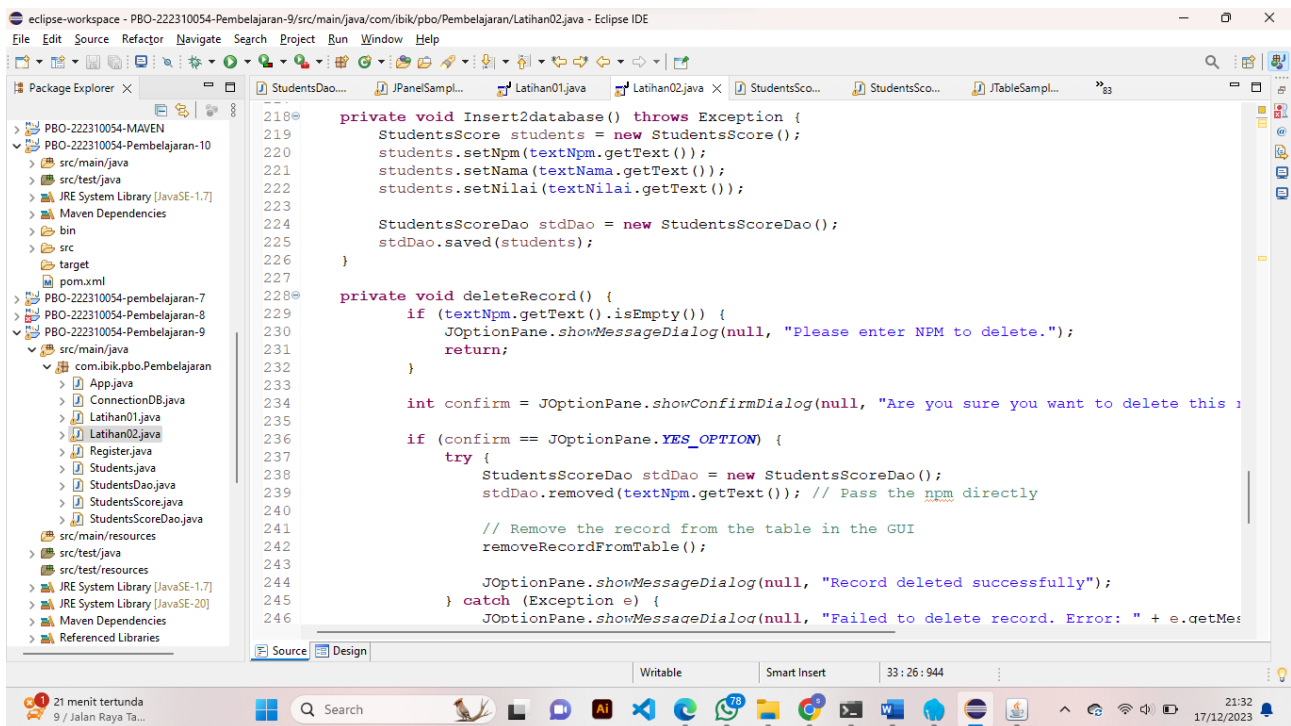 eclipse-workspace - PBO-222310054-Pembelajaran-9/src/main/java/com/ibik/pbo/Pembelajaran/Latihan02.java - Eclipse IDE
File Edit Source Refactor Navigate Search Project Run Window Help
Package Explorer
StudentsDao.... JPanelSampl... Latihan01.java Latihan02.java StudentsSco... StudentsSco... JTableSampl... »83
PBO-222310054-MAVEN
PBO-222310054-Pembelajaran-10
src/main/java
src/test/java
JRE System Library [JavaSE-1.7]
Maven Dependencies
bin
src
target
pom.xml
PBO-222310054-pembelajaran-7
PBO-222310054-Pembelajaran-8
PBO-222310054-Pembelajaran-9
src/main/java
com.ibik.pbo.Pembelajaran
App.java
ConnectionDB.java
Latihan01.java
Latihan02.java
Register.java
Students.java
StudentsDao.java
StudentsScore.java
StudentsScoreDao.java
src/main/resources
src/test/java
src/test/resources
JRE System Library [JavaSE-1.7]
JRE System Library [JavaSE-20]
Maven Dependencies
Referenced Libraries
218 private void Insert2database() throws Exception {
219 StudentsScore students = new StudentsScore();
220 students.setNpm(textNpm.getText());
221 students.setNama(textNama.getText());
222 students.setNilai(textNilai.getText());
223
224 StudentsScoreDao stdDao = new StudentsScoreDao();
225 stdDao.saved(students);
226 }
227
228 private void deleteRecord() {
229 if (textNpm.getText().isEmpty()) {
230 JOptionPane.showMessageDialog(null, "Please enter NPM to delete.");
231 return;
232 }
233
234 int confirm = JOptionPane.showConfirmDialog(null, "Are you sure you want to delete this
235
236 if (confirm == JOptionPane.YES_OPTION) {
237 try {
238 StudentsScoreDao stdDao = new StudentsScoreDao();
239 stdDao.removed(textNpm.getText()); // Pass the npm directly
240
241 // Remove the record from the table in the GUI
242 removeRecordFromTable();
243
244 JOptionPane.showMessageDialog(null, "Record deleted successfully");
245 } catch (Exception e) {
246 JOptionPane.showMessageDialog(null, "Failed to delete record. Error: " + e.getMes
Source Design
Writable Smart Insert 33 : 26 : 944
1
21 menit tertunda
9 / Jalan Raya Ta...
Search
Ai
78
21:32
17/12/2023